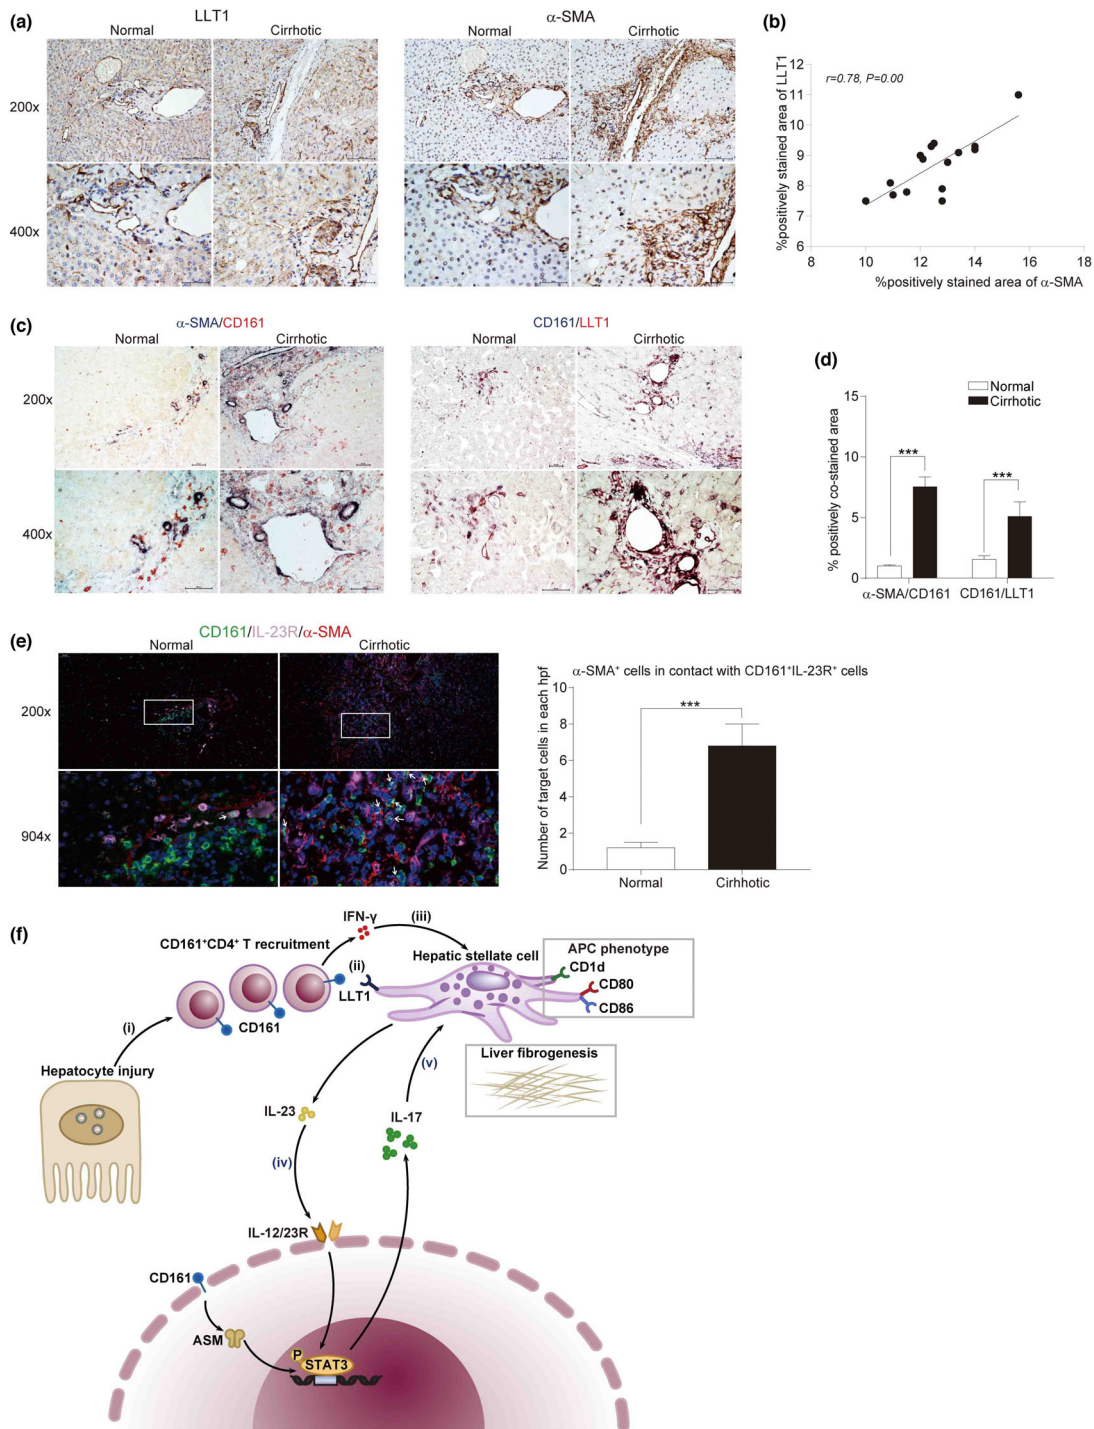 (a)
LLT1
α-SMA
Normal
Cirrhotic
Normal
Cirrhotic
200x
400x
(b)
r=0.78, P=0.00
%positively stained area of LLT1
12
11
10
9
8
7
6
8
10
12
14
16
18
%positively stained area of α-SMA
(c)
α-SMA/CD161
CD161/LLT1
Normal
Cirrhotic
Normal
Cirrhotic
200x
400x
(d)
Normal
Cirrhotic
% positively co-stained area
15
10
5
0
***
***
α-SMA/CD161
CD161/LLT1
(e)
CD161/IL-23R/α-SMA
Normal
Cirrhotic
200x
904x
α-SMA⁺ cells in contact with CD161⁺IL-23R⁺ cells
Number of target cells in each hpf
10
8
6
4
2
0
***
Normal
Cirhhotic
(f)
IFN-γ
(iii)
CD161⁺CD4⁺ T recruitment
Hepatic stellate cell
APC phenotype
(ii)
CD1d
CD80
CD86
LLT1
CD161
(i)
Hepatocyte injury
(v)
Liver fibrogenesis
IL-23
IL-17
(iv)
IL-12/23R
CD161
ASM
P
STAT3